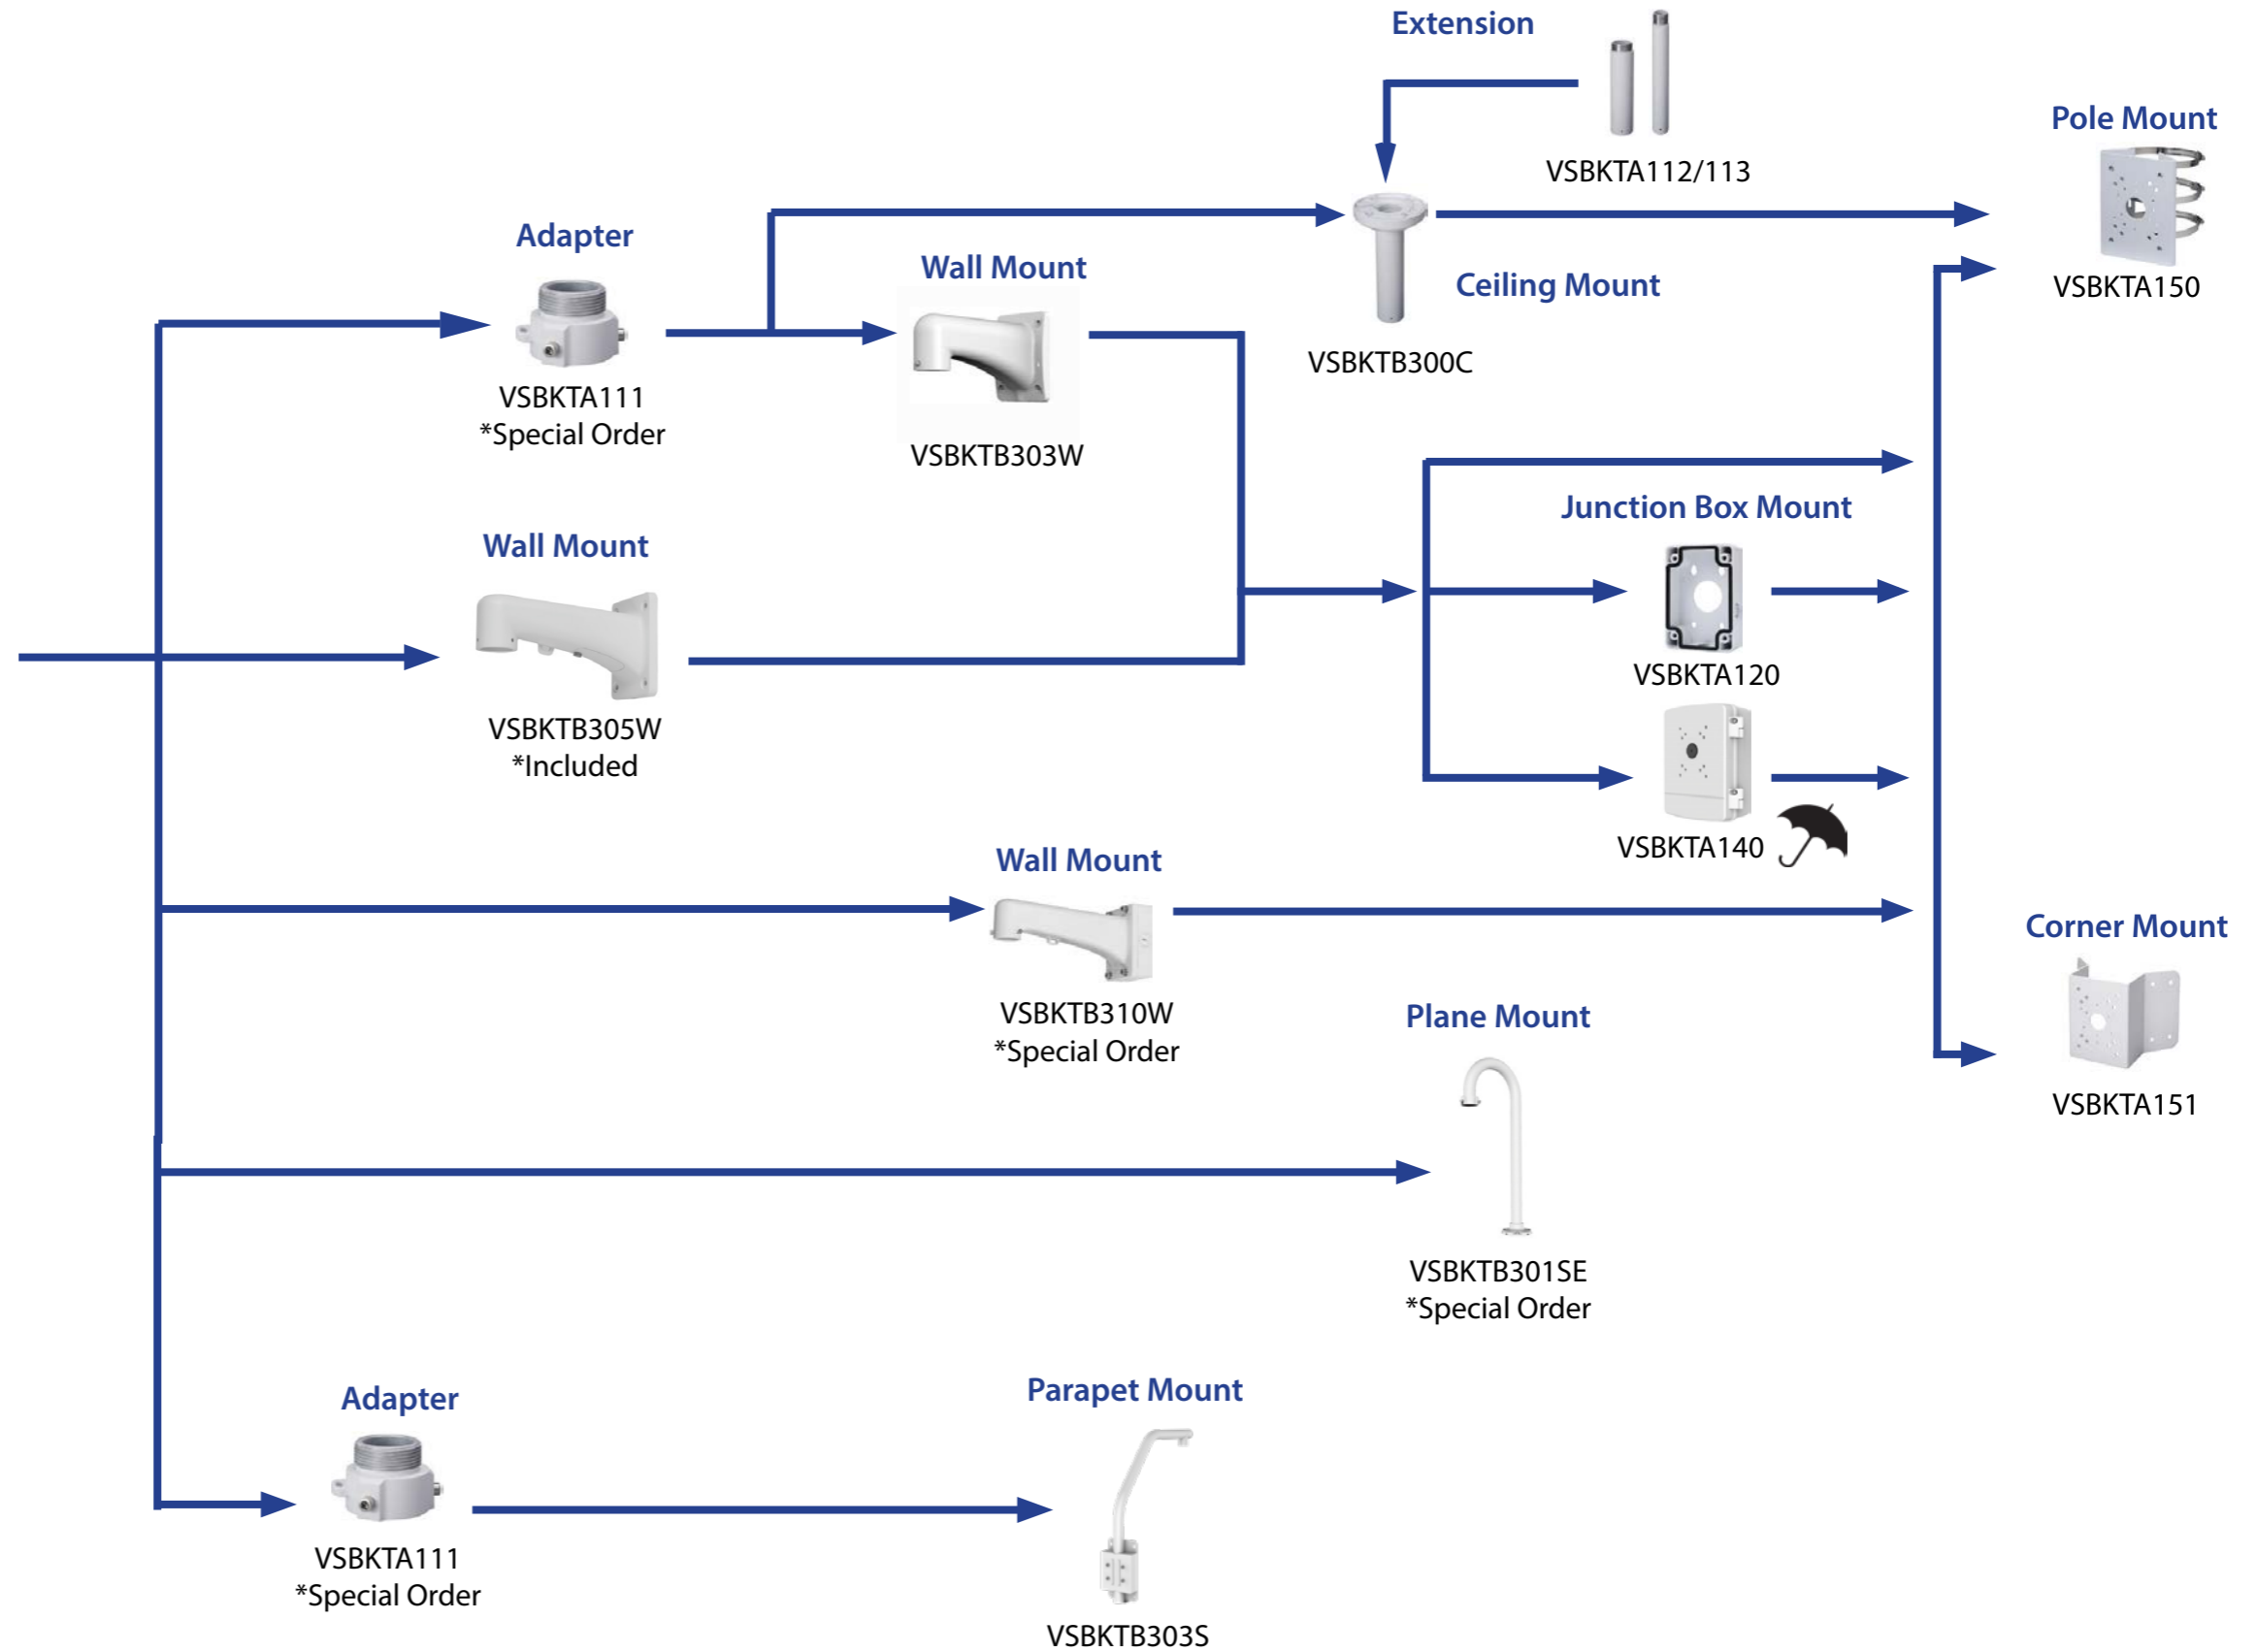 Extension
VSBKTA112/113
Pole Mount
VSBKTA150
Adapter
VSBKTA111
*Special Order
Wall Mount
VSBKTB303W
Ceiling Mount
VSBKTB300C
Junction Box Mount
VSBKTA120
VSBKTA140
Wall Mount
VSBKTB305W
*Included
Wall Mount
VSBKTB310W
*Special Order
Corner Mount
VSBKTA151
Plane Mount
VSBKTB301SE
*Special Order
Adapter
VSBKTA111
*Special Order
Parapet Mount
VSBKTB303S